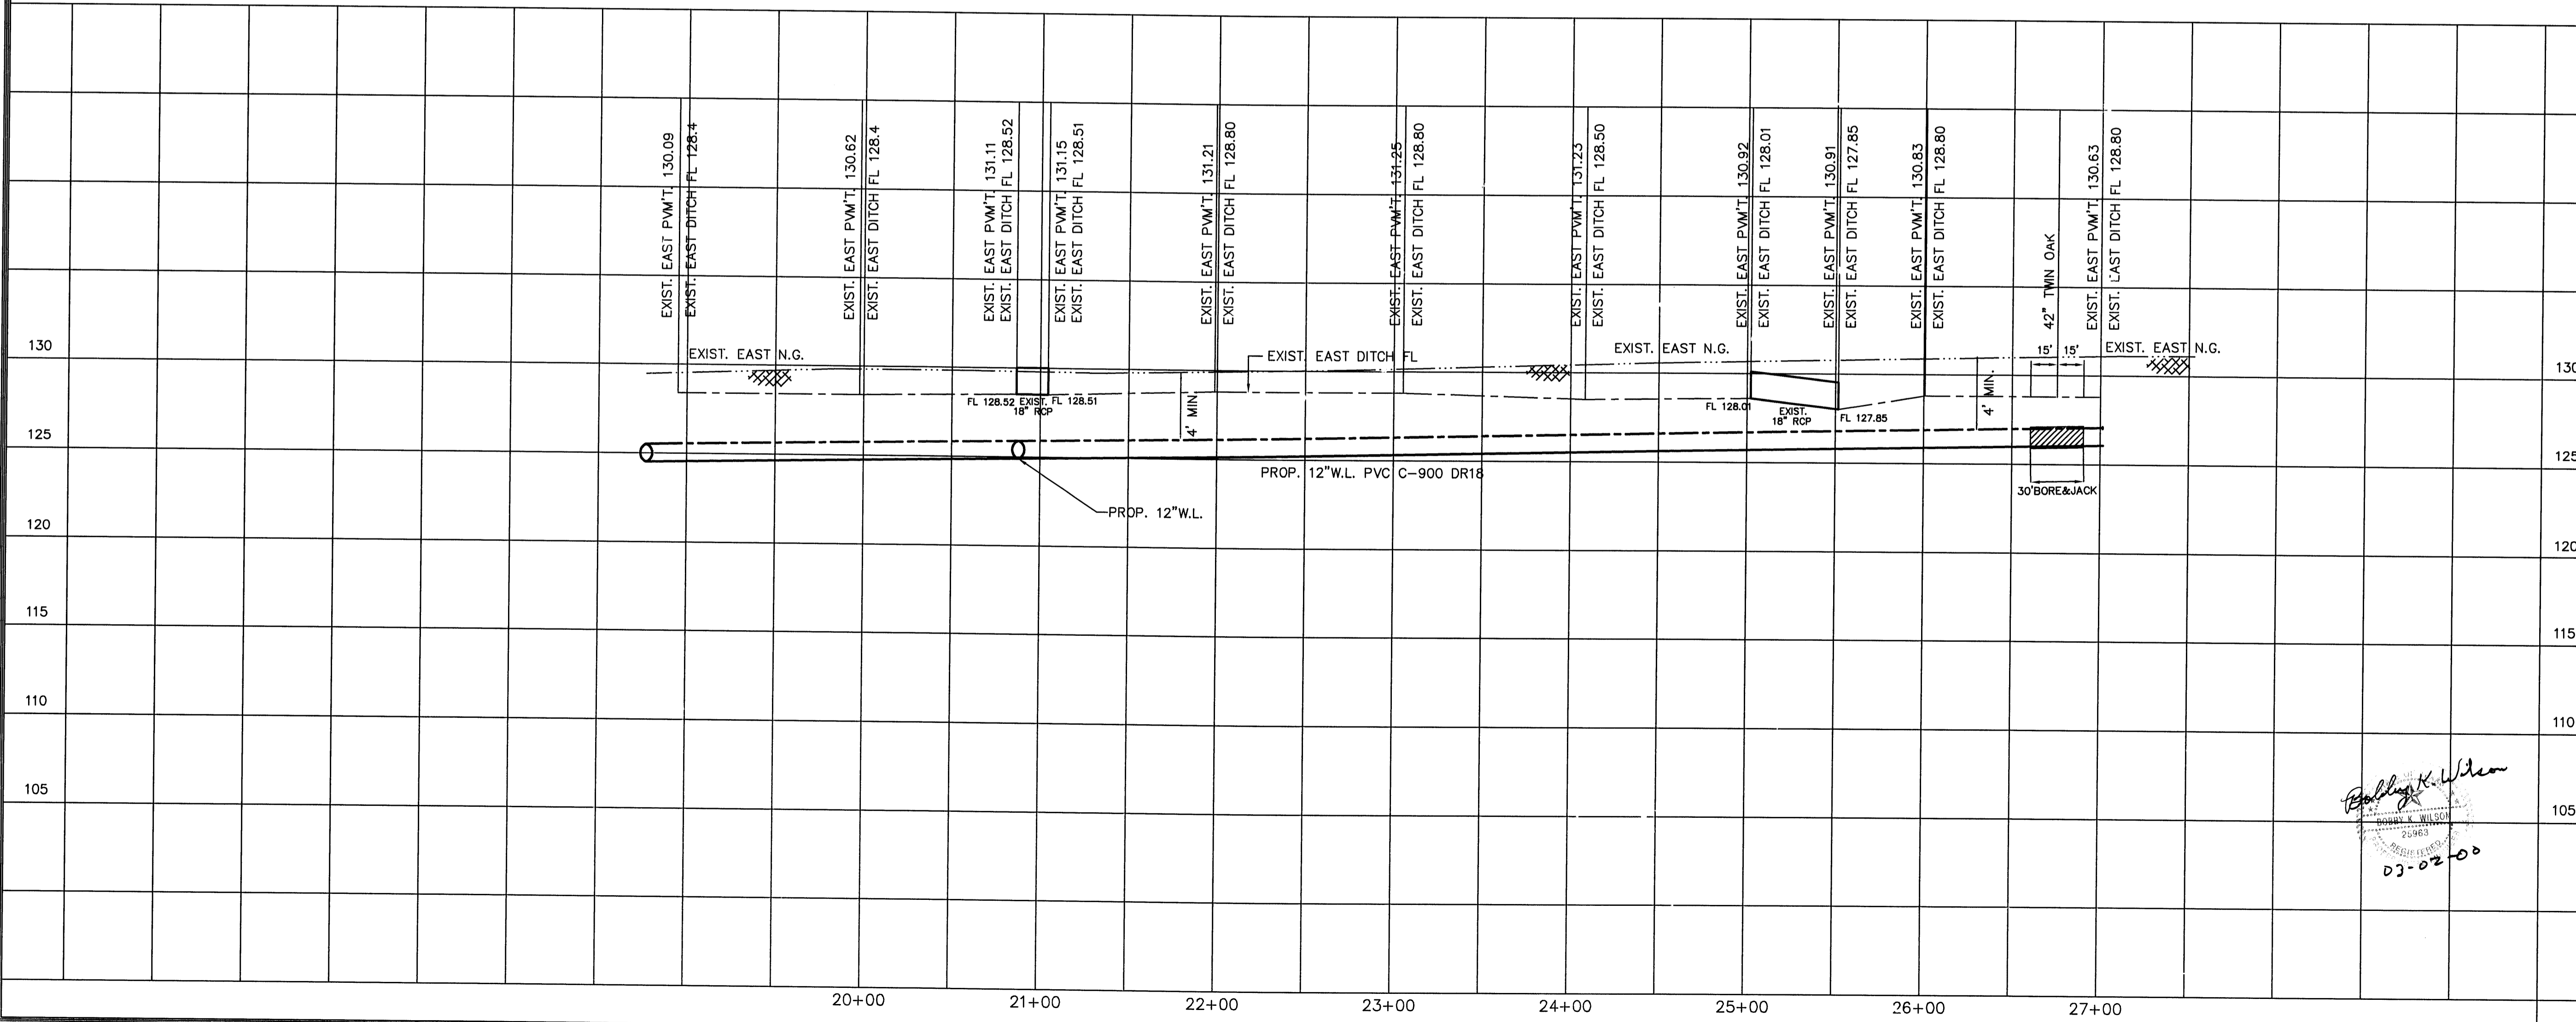 EXIST. EAST PVM'T. 130.09
EXIST. EAST DITCH FL 128.4
EXIST. EAST PVM'T. 130.62
EXIST. EAST DITCH FL 128.4
EXIST. EAST PVM'T. 131.11
EXIST. EAST DITCH FL 128.52
EXIST. EAST PVM'T. 131.15
EXIST. EAST DITCH FL 128.51
EXIST. EAST PVM'T. 131.21
EXIST. EAST DITCH FL 128.80
EXIST. EAST PVM'T. 131.25
EXIST. EAST DITCH FL 128.80
EXIST. EAST PVM'T. 131.23
EXIST. EAST DITCH FL 128.50
EXIST. EAST PVM'T. 130.92
EXIST. EAST DITCH FL 128.01
EXIST. EAST PVM'T. 130.91
EXIST. EAST DITCH FL 127.85
EXIST. EAST PVM'T. 130.83
EXIST. EAST DITCH FL 128.80
42" TWIN OAK
EXIST. EAST PVM'T. 130.63
EXIST. EAST DITCH FL 128.80
130
EXIST. EAST N.G.
EXIST. EAST DITCH FL
EXIST. EAST N.G.
15' 15'
EXIST. EAST N.G.
130
FL 128.52 EXIST. FL 128.51
18" RCP
4' MIN.
FL 128.01
EXIST.
18" RCP
FL 127.85
4' MIN.
125
PROP. 12"W.L. PVC C-900 DR18
125
30'BORE&JACK
PROP. 12"W.L.
120
120
115
115
110
110
105
105
Bobby K. Wilson
BOBBY K. WILSON
26963
REGISTERED
03-02-00
20+00
21+00
22+00
23+00
24+00
25+00
26+00
27+00